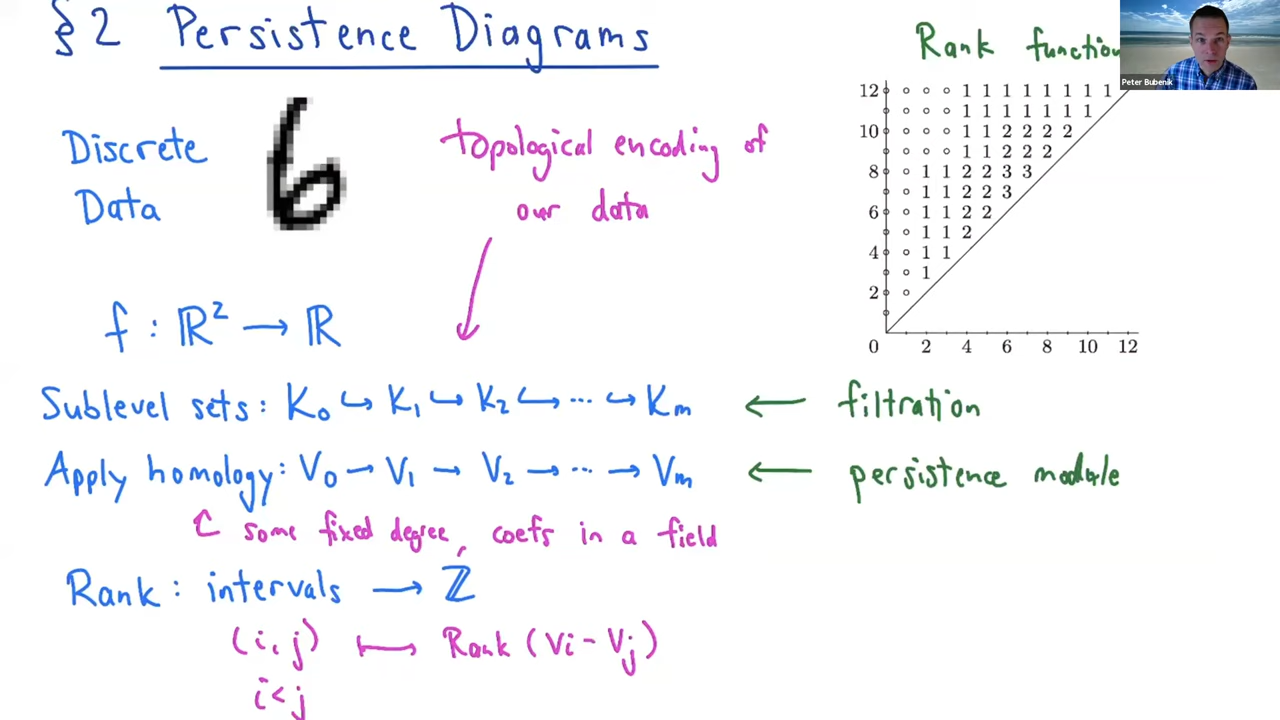 § 2 Persistence Diagrams
Discrete
Data
topological encoding of
our data
f : ℝ² → ℝ
Sublevel sets: K₀ ↪ K₁ ↪ K₂ ↪ ⋯ ↪ Kₘ ← filtration
Apply homology: V₀ → V₁ → V₂ → ⋯ → Vₘ ← persistence module
some fixed degree, coefs in a field
Rank : intervals → ℤ
(i,j) ↦ Rank (Vi - Vj)
i<j
Rank function
Peter Bubenik
12 ∘ ∘ ∘ ∘ 1 1 1 1 1 1 1 1
∘ ∘ ∘ ∘ 1 1 1 1 1 1 1
10 ∘ ∘ ∘ ∘ 1 1 2 2 2 2
∘ ∘ ∘ ∘ 1 1 2 2 2
8 ∘ ∘ 1 1 2 2 3 3
∘ ∘ 1 1 2 2 3
6 ∘ ∘ 1 1 2 2
∘ ∘ 1 1 2
4 ∘ ∘ 1 1
∘ ∘ 1
2 ∘ ∘
∘
0 2 4 6 8 10 12